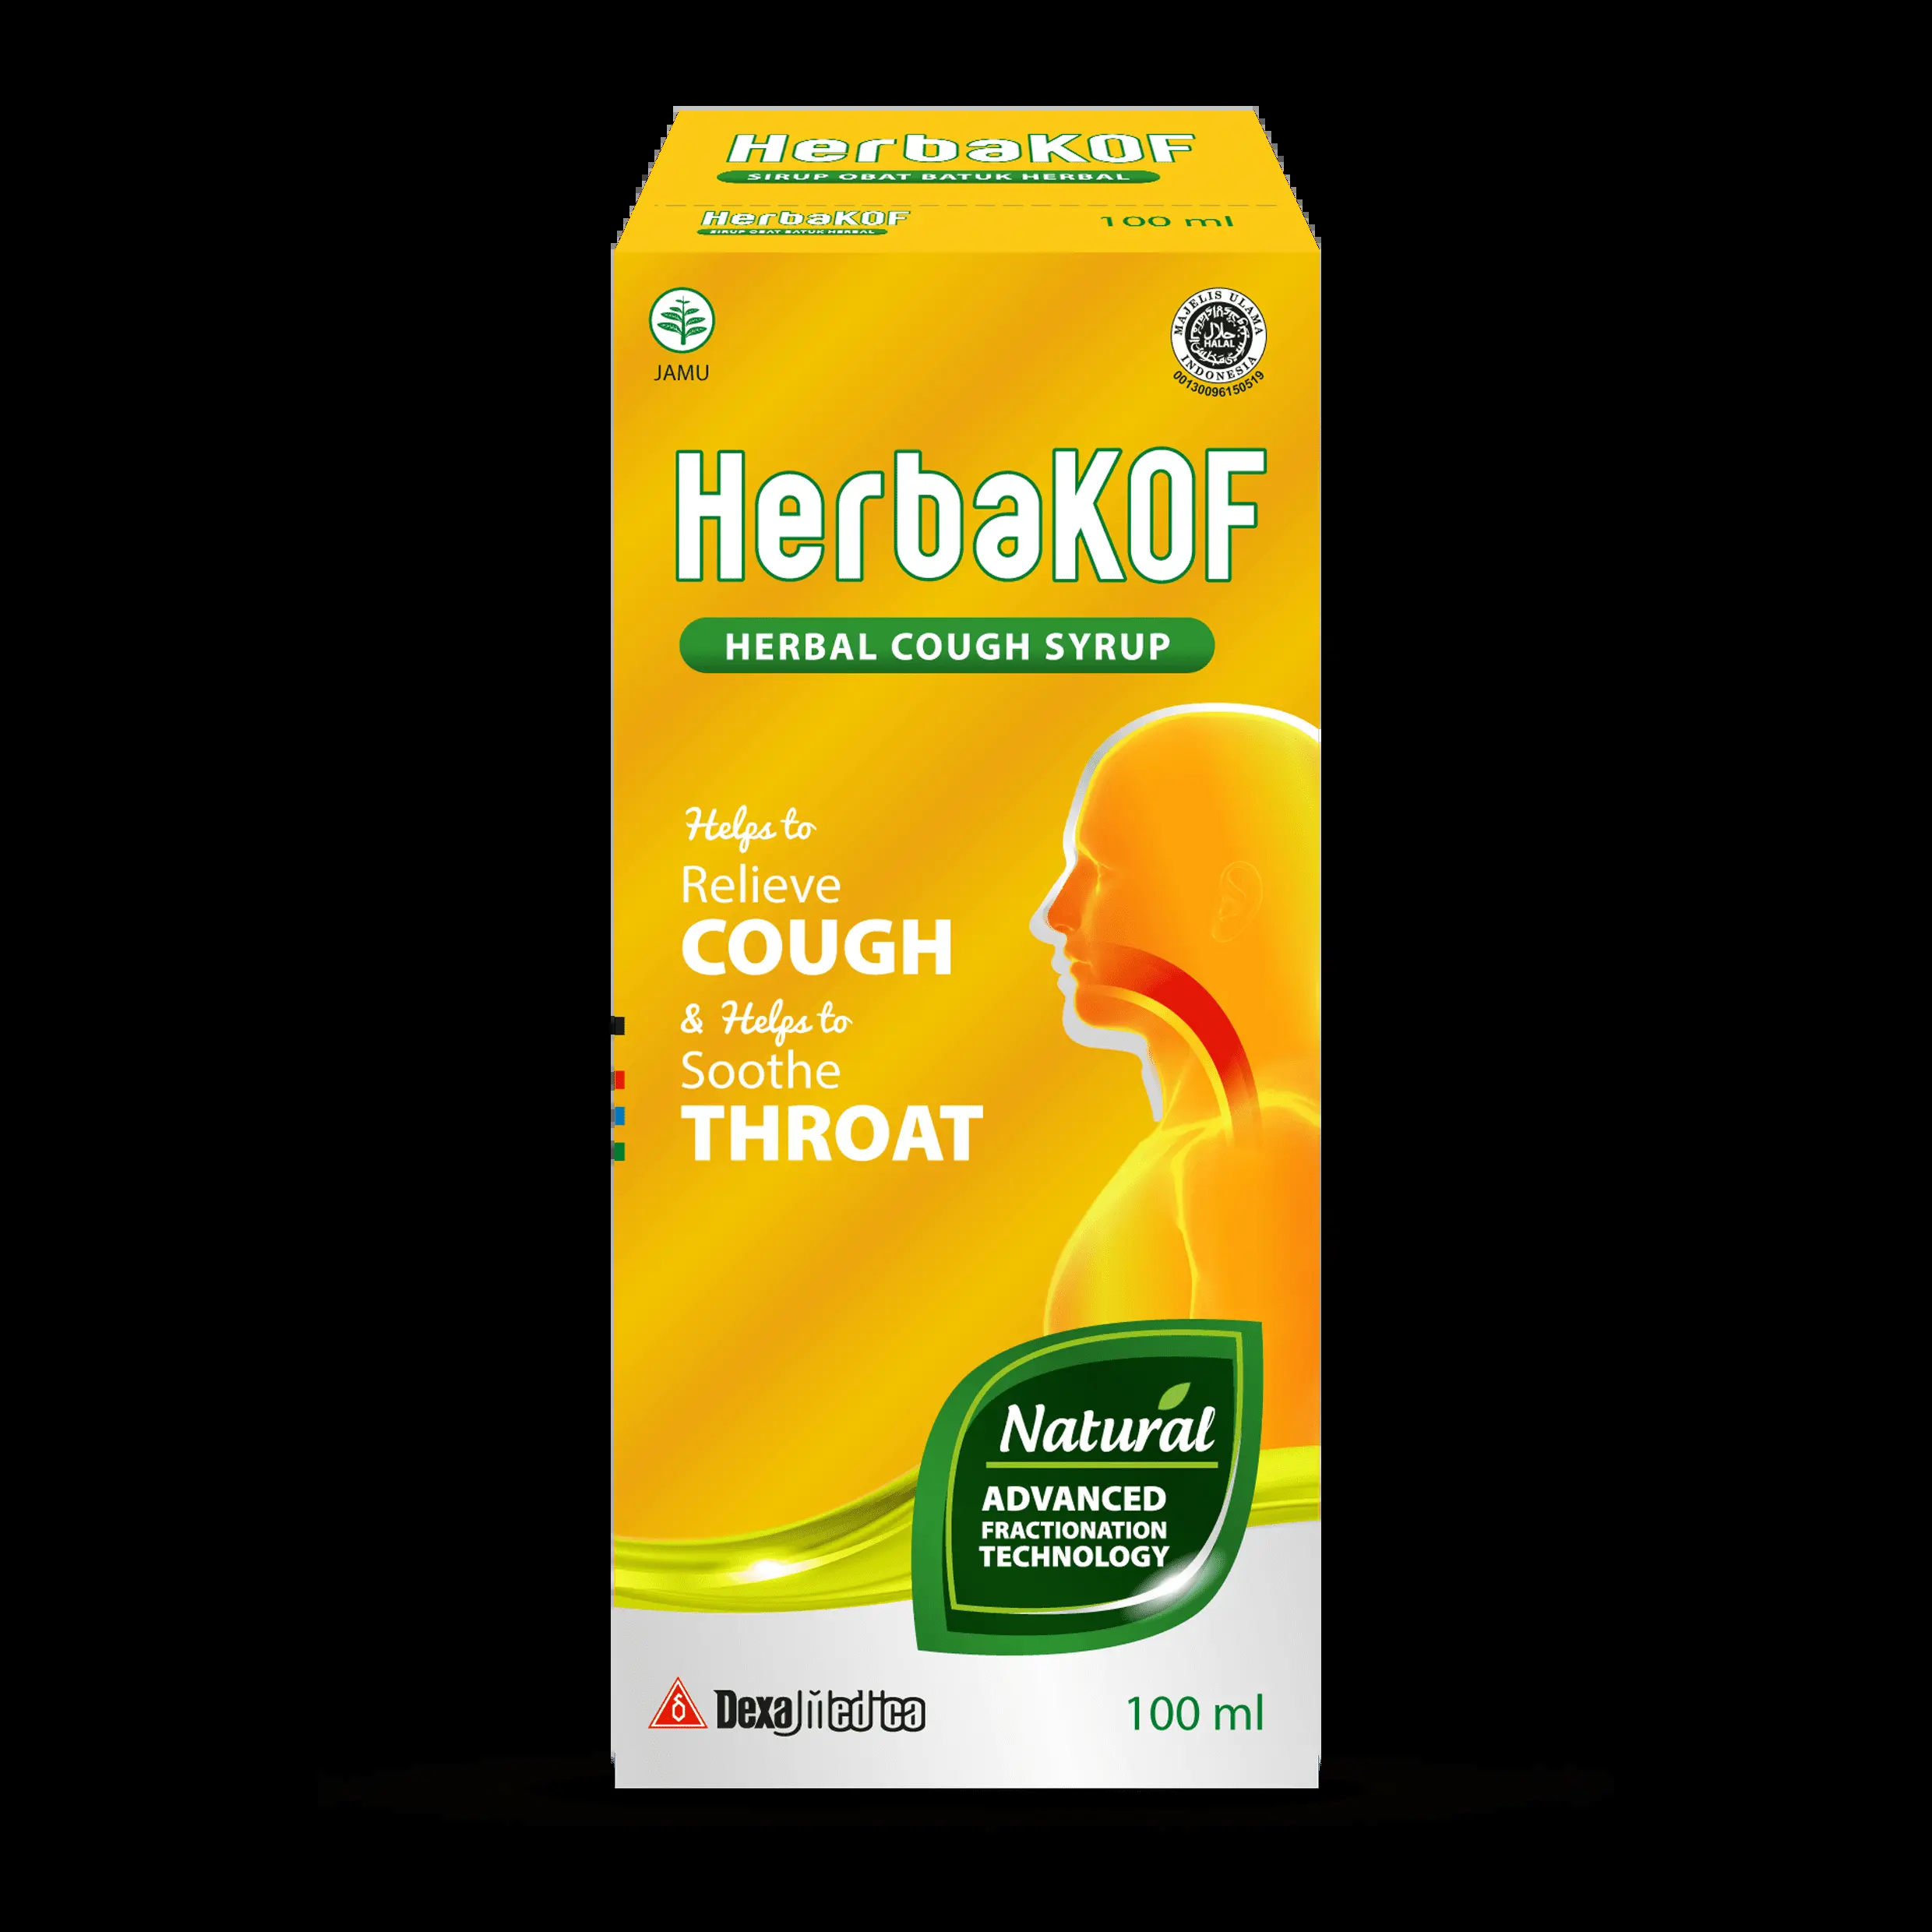 HerbaKOF
SIRUP OBAT BATUK HERBAL
HerbaKOF
100 ml
SIRUP OBAT BATUK HERBAL
JAMU
MAJELIS ULAMA
حلال
HALAL
INDONESIA
00130096150519
HerbaKOF
HERBAL COUGH SYRUP
Helps to
Relieve
COUGH
& Helps to
Soothe
THROAT
Natural
ADVANCED
FRACTIONATION
TECHNOLOGY
Dexa Medica
100 ml